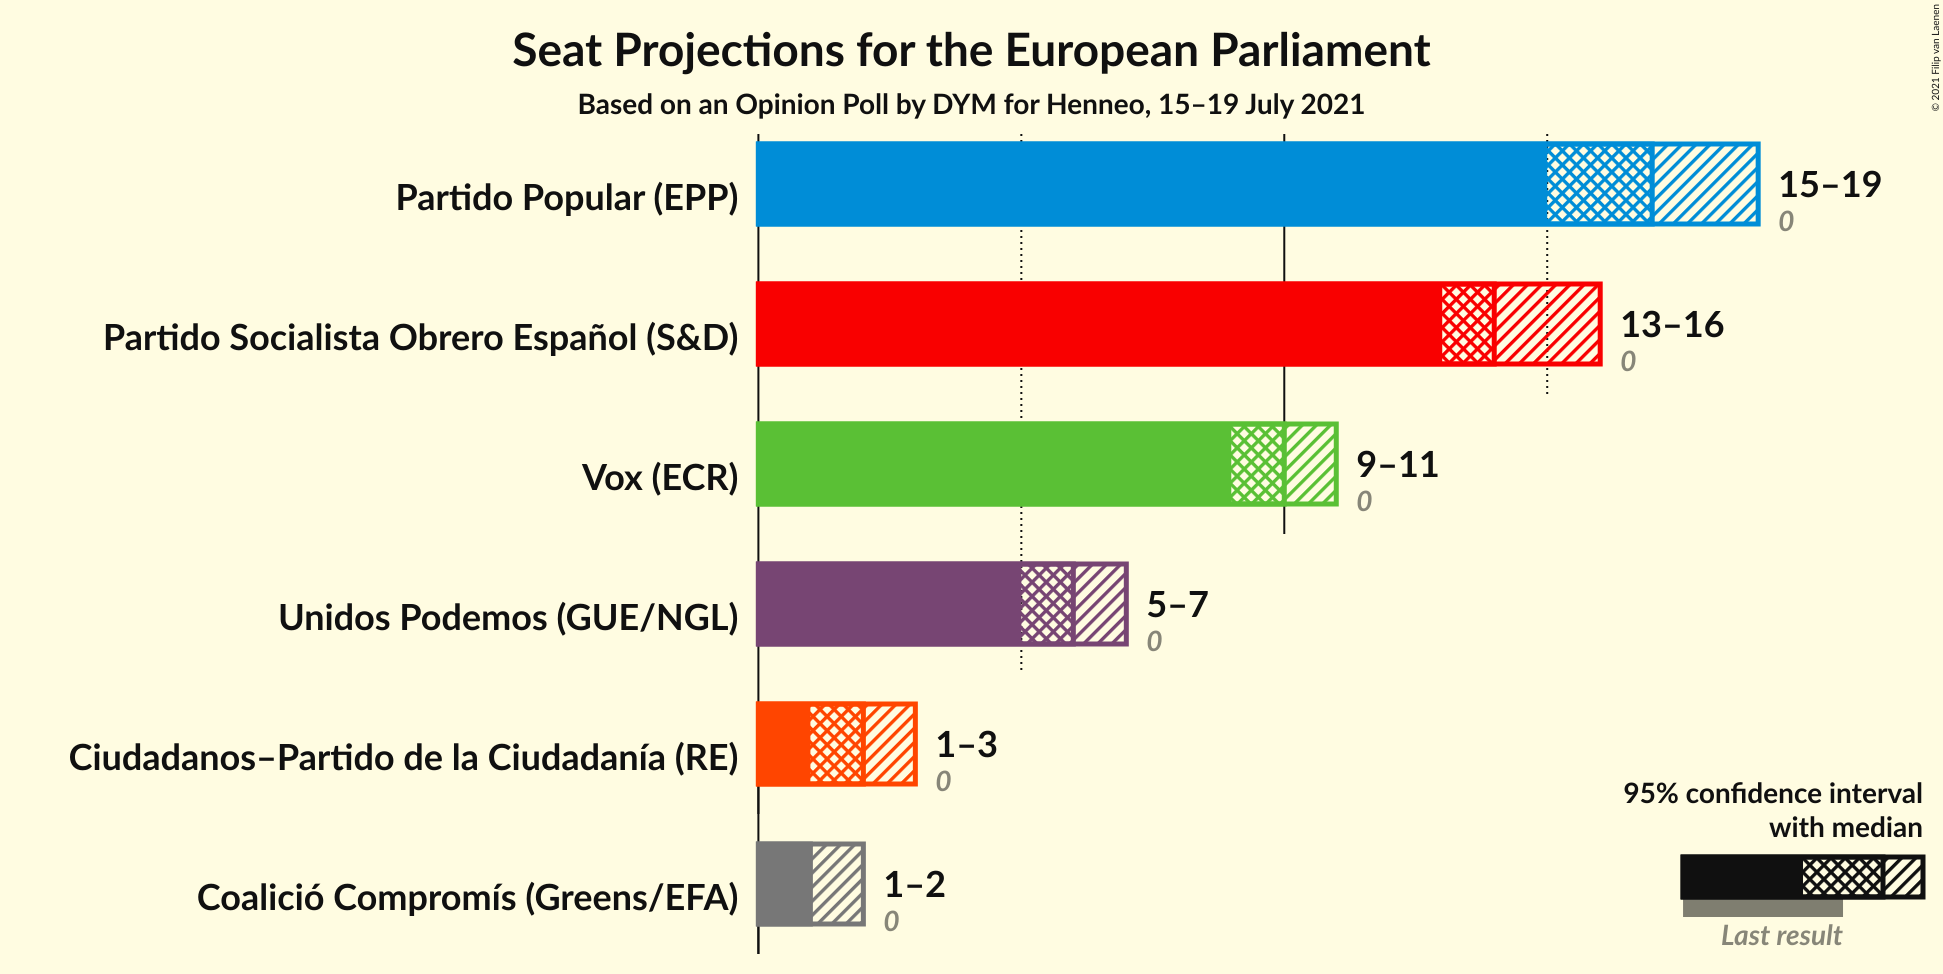 Seat Projections for the European Parliament
Based on an Opinion Poll by DYM for Henneo, 15–19 July 2021
© 2021 Filip van Laenen
Partido Popular (EPP)
15–19
0
Partido Socialista Obrero Español (S&D)
13–16
0
Vox (ECR)
9–11
0
Unidos Podemos (GUE/NGL)
5–7
0
Ciudadanos–Partido de la Ciudadanía (RE)
1–3
0
Coalició Compromís (Greens/EFA)
1–2
0
95% confidence interval
with median
Last result